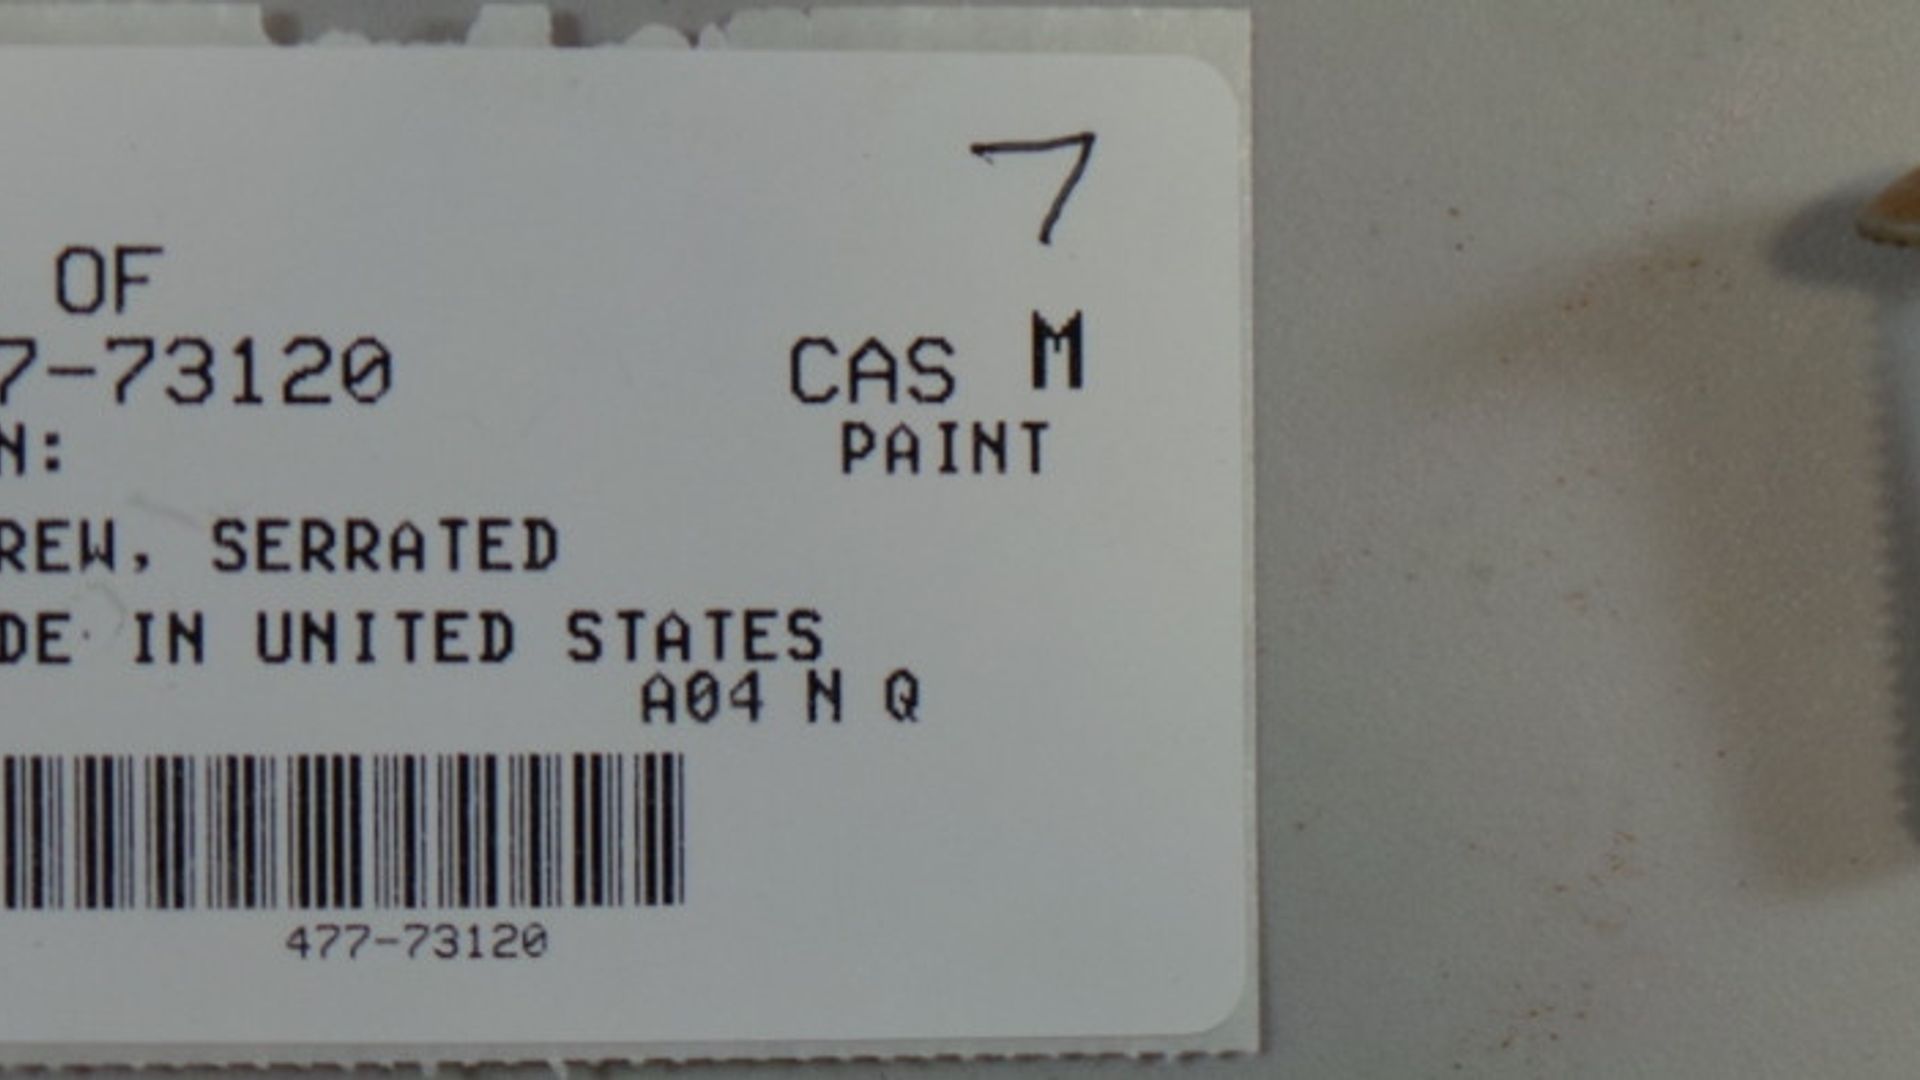 7
OF
7-73120 CAS M
N: PAINT
REW, SERRATED
DE IN UNITED STATES
A04 N Q
477-73120